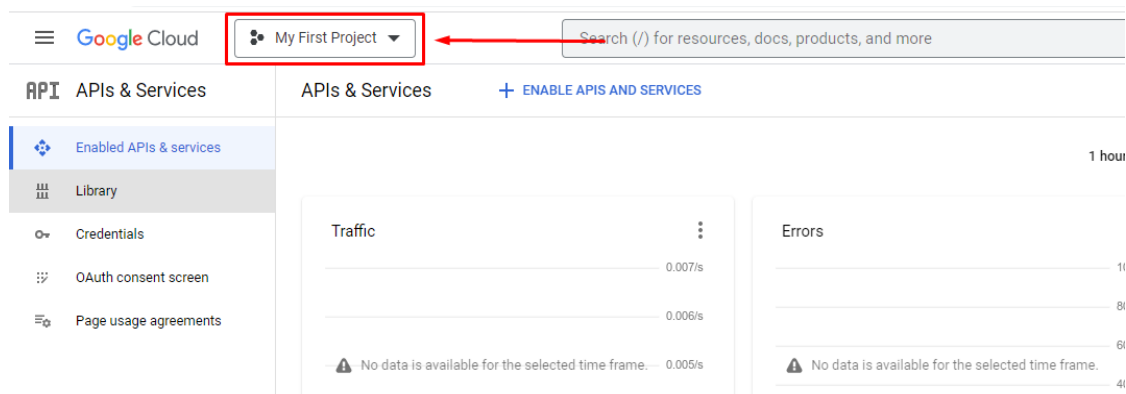 Google Cloud
My First Project
Search (/) for resources, docs, products, and more
API
APIs & Services
APIs & Services
ENABLE APIS AND SERVICES
Enabled APIs & services
Library
Credentials
OAuth consent screen
Page usage agreements
1 hour
Traffic
0.007/s
0.006/s
No data is available for the selected time frame.
0.005/s
Errors
No data is available for the selected time frame.